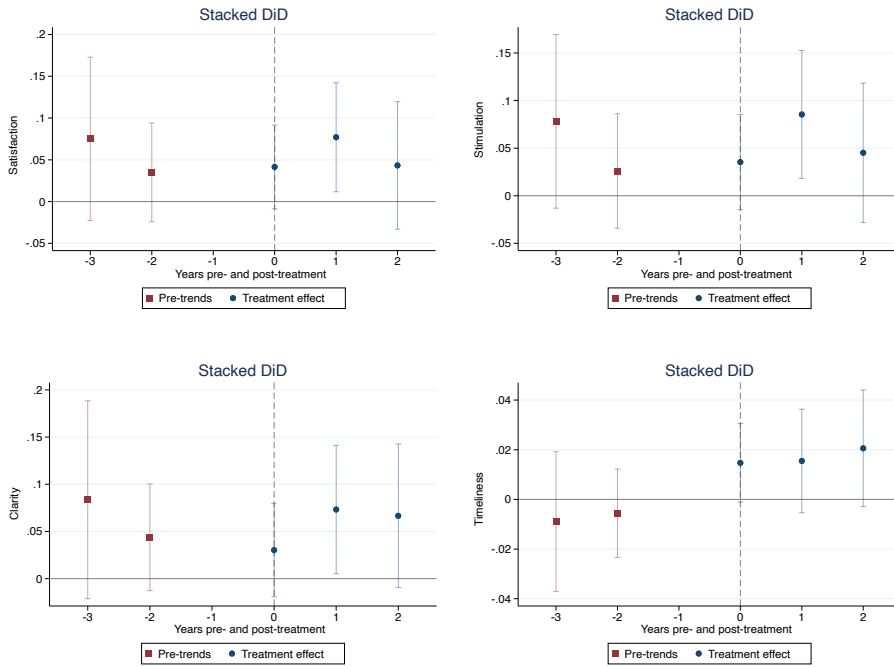 Stacked DiD
Satisfaction
.2
.15
.1
.05
0
-.05
-3 -2 -1 0 1 2
Years pre- and post-treatment
Pre-trends Treatment effect
Stacked DiD
Stimulation
.15
.1
.05
0
-.05
-3 -2 -1 0 1 2
Years pre- and post-treatment
Pre-trends Treatment effect
Stacked DiD
Clarity
.2
.15
.1
.05
0
-3 -2 -1 0 1 2
Years pre- and post-treatment
Pre-trends Treatment effect
Stacked DiD
Timeliness
.04
.02
0
-.02
-.04
-3 -2 -1 0 1 2
Years pre- and post-treatment
Pre-trends Treatment effect